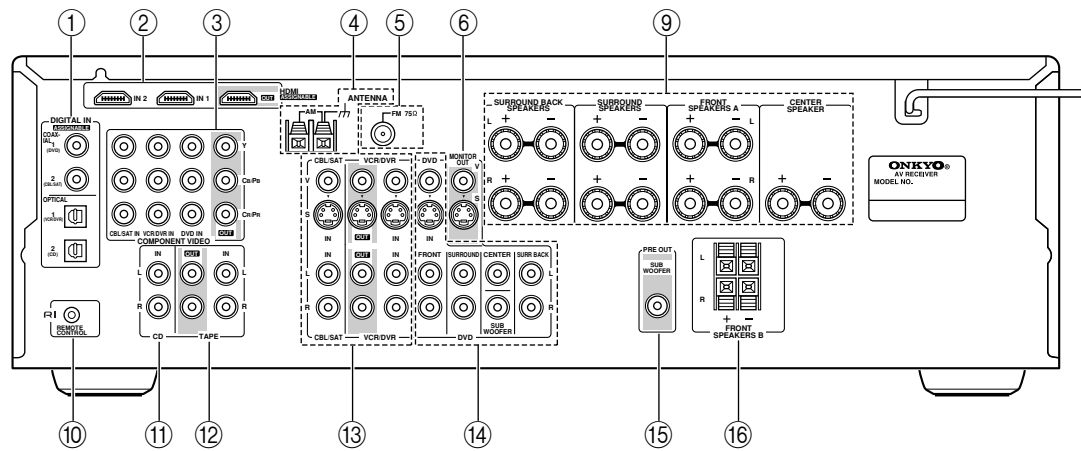 ① ② ③ ④ ⑤ ⑥ ⑨
IN 2 IN 1 OUT HDMI
ASSIGNABLE
ANTENNA
AM
FM 75Ω
DIGITAL IN
ASSIGNABLE
COAX-
IAL
1
(DVD)
2
(CBL/SAT)
OPTICAL
1
(VCR/DVR)
2
(CD)
Y
CB/PB
CR/PR
CBL/SAT IN VCR/DVR IN DVD IN OUT
COMPONENT VIDEO
IN OUT IN
L L
R R
CD TAPE
RI
REMOTE
CONTROL
CBL/SAT VCR/DVR DVD MONITOR
OUT
V V
S S
IN OUT IN IN
IN OUT IN FRONT SURROUND CENTER SURR BACK
L L
R R
SUB
WOOFER
CBL/SAT VCR/DVR DVD
SURROUND BACK
SPEAKERS
SURROUND
SPEAKERS
FRONT
SPEAKERS A
CENTER
SPEAKER
L + − + − + − L
R + − + − + − R + −
ONKYO®
AV RECEIVER
MODEL NO.
PRE OUT
SUB
WOOFER
L
R
+ −
FRONT
SPEAKERS B
⑩ ⑪ ⑫ ⑬ ⑭ ⑮ ⑯